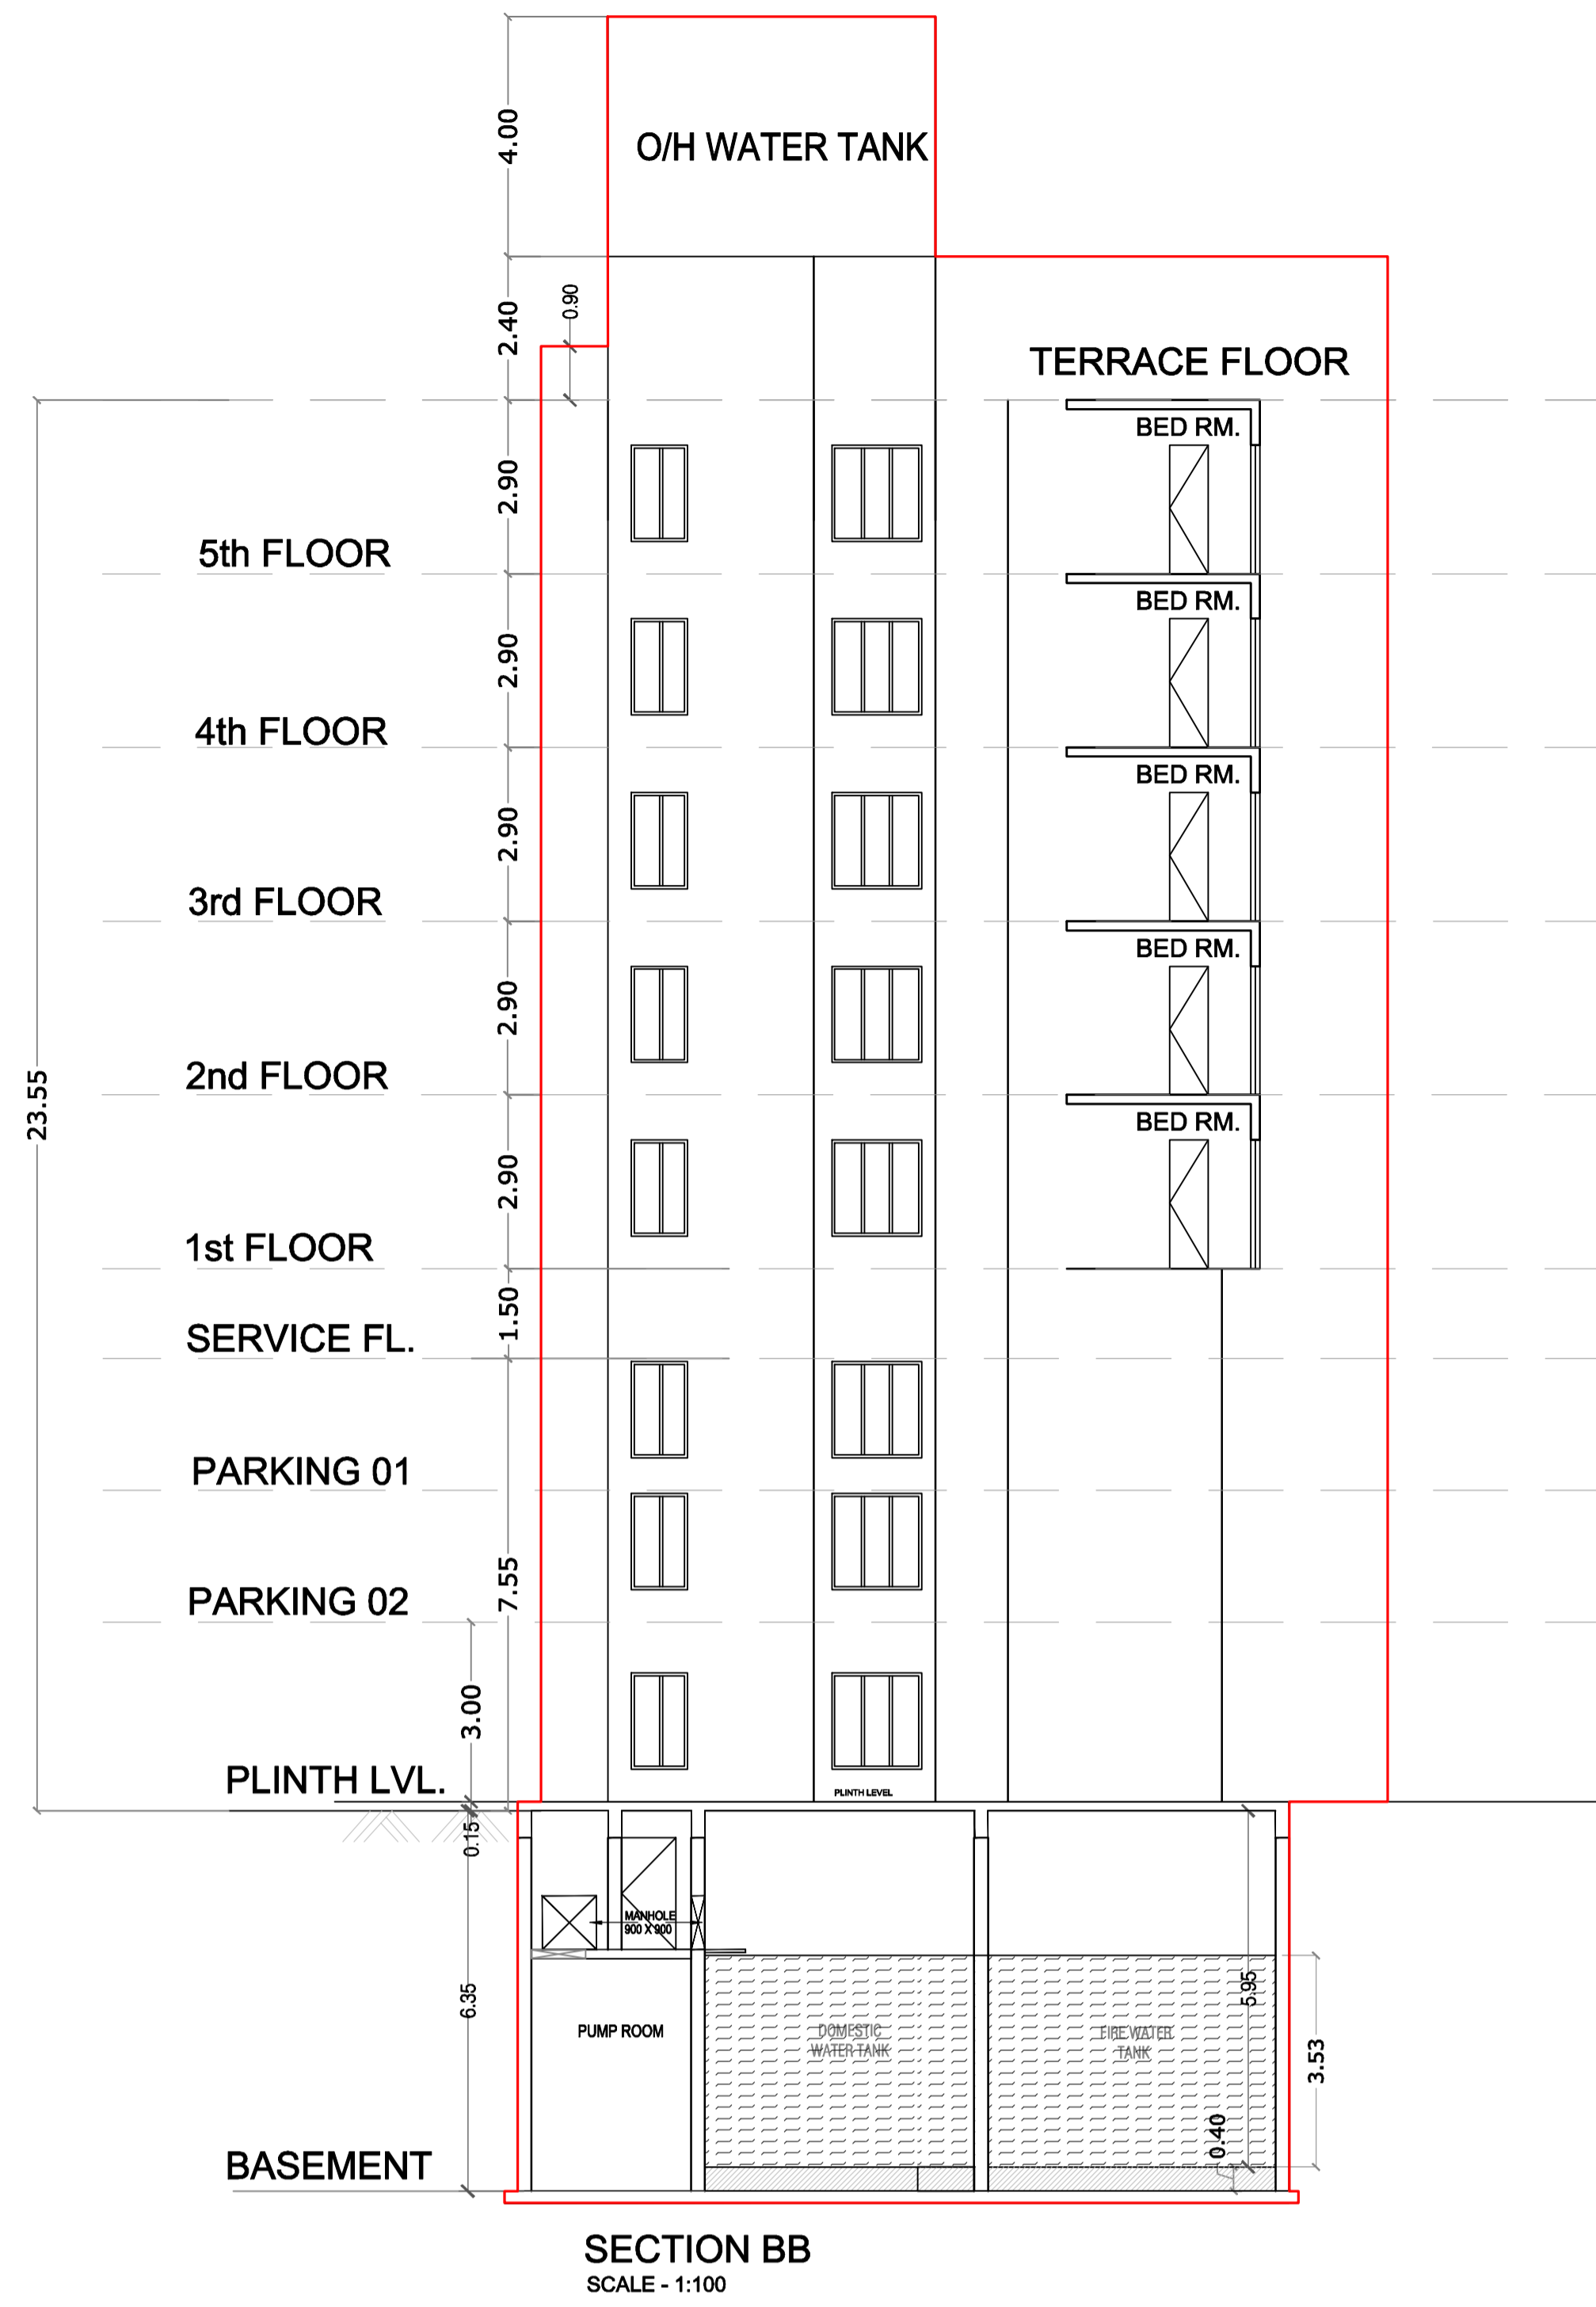 4.00
O/H WATER TANK
0.90
2.40
TERRACE FLOOR
BED RM.
2.90
5th FLOOR
BED RM.
2.90
4th FLOOR
BED RM.
2.90
3rd FLOOR
BED RM.
2.90
2nd FLOOR
23.55
BED RM.
2.90
1st FLOOR
1.50
SERVICE FL.
PARKING 01
7.55
PARKING 02
3.00
PLINTH LVL.
PLINTH LEVEL
0.15
MANHOLE
900 X 900
6.35
5.95
PUMP ROOM
DOMESTIC
WATER TANK
FIRE WATER
TANK
3.53
0.40
BASEMENT
SECTION BB
SCALE - 1:100